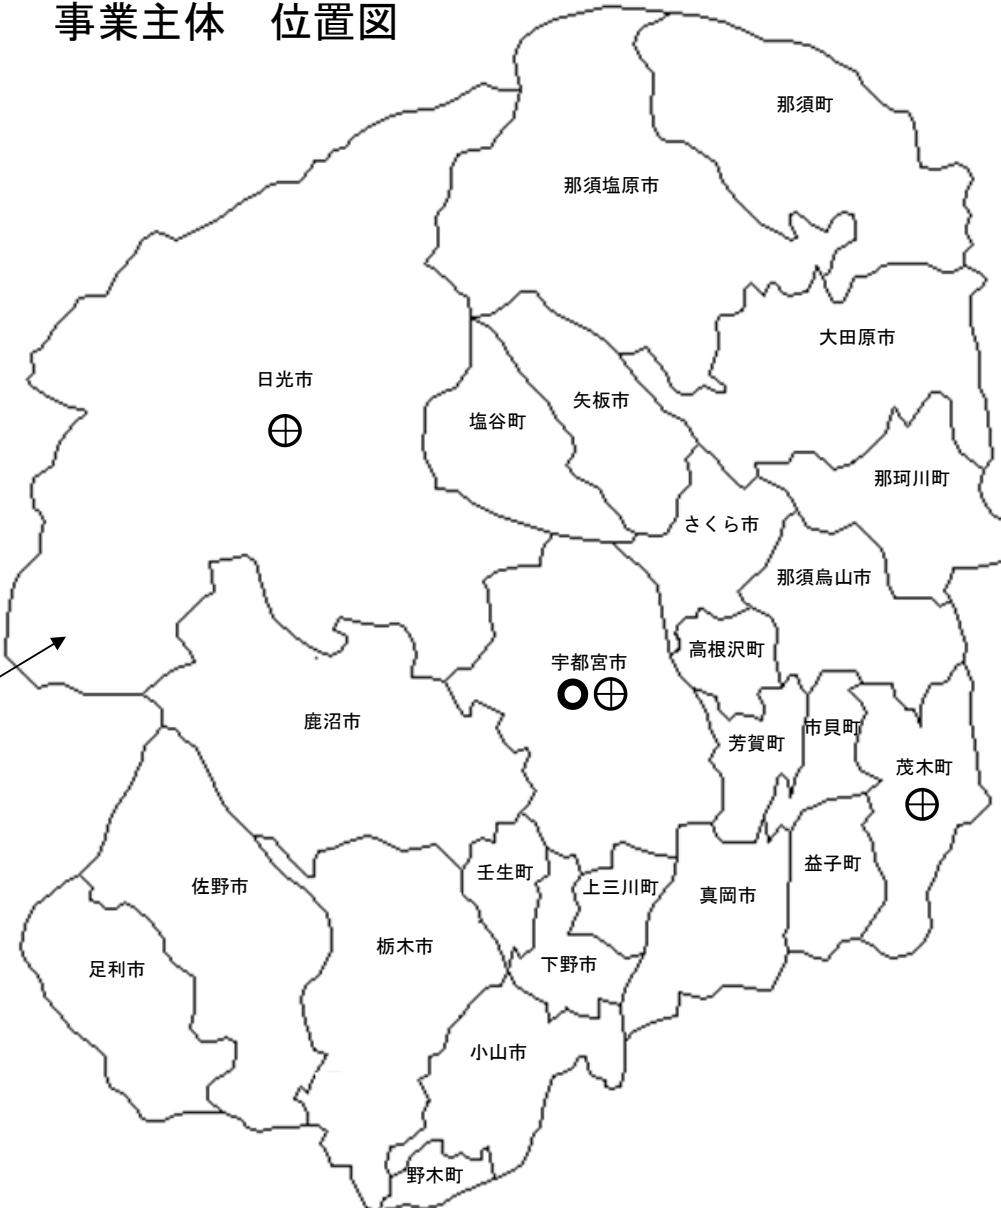 事業主体　位置図
那須町
那須塩原市
大田原市
日光市
矢板市
塩谷町
那珂川町
さくら市
那須烏山市
高根沢町
宇都宮市
鹿沼市
市貝町
芳賀町
茂木町
益子町
壬生町
上三川町
佐野市
真岡市
栃木市
下野市
足利市
小山市
野木町